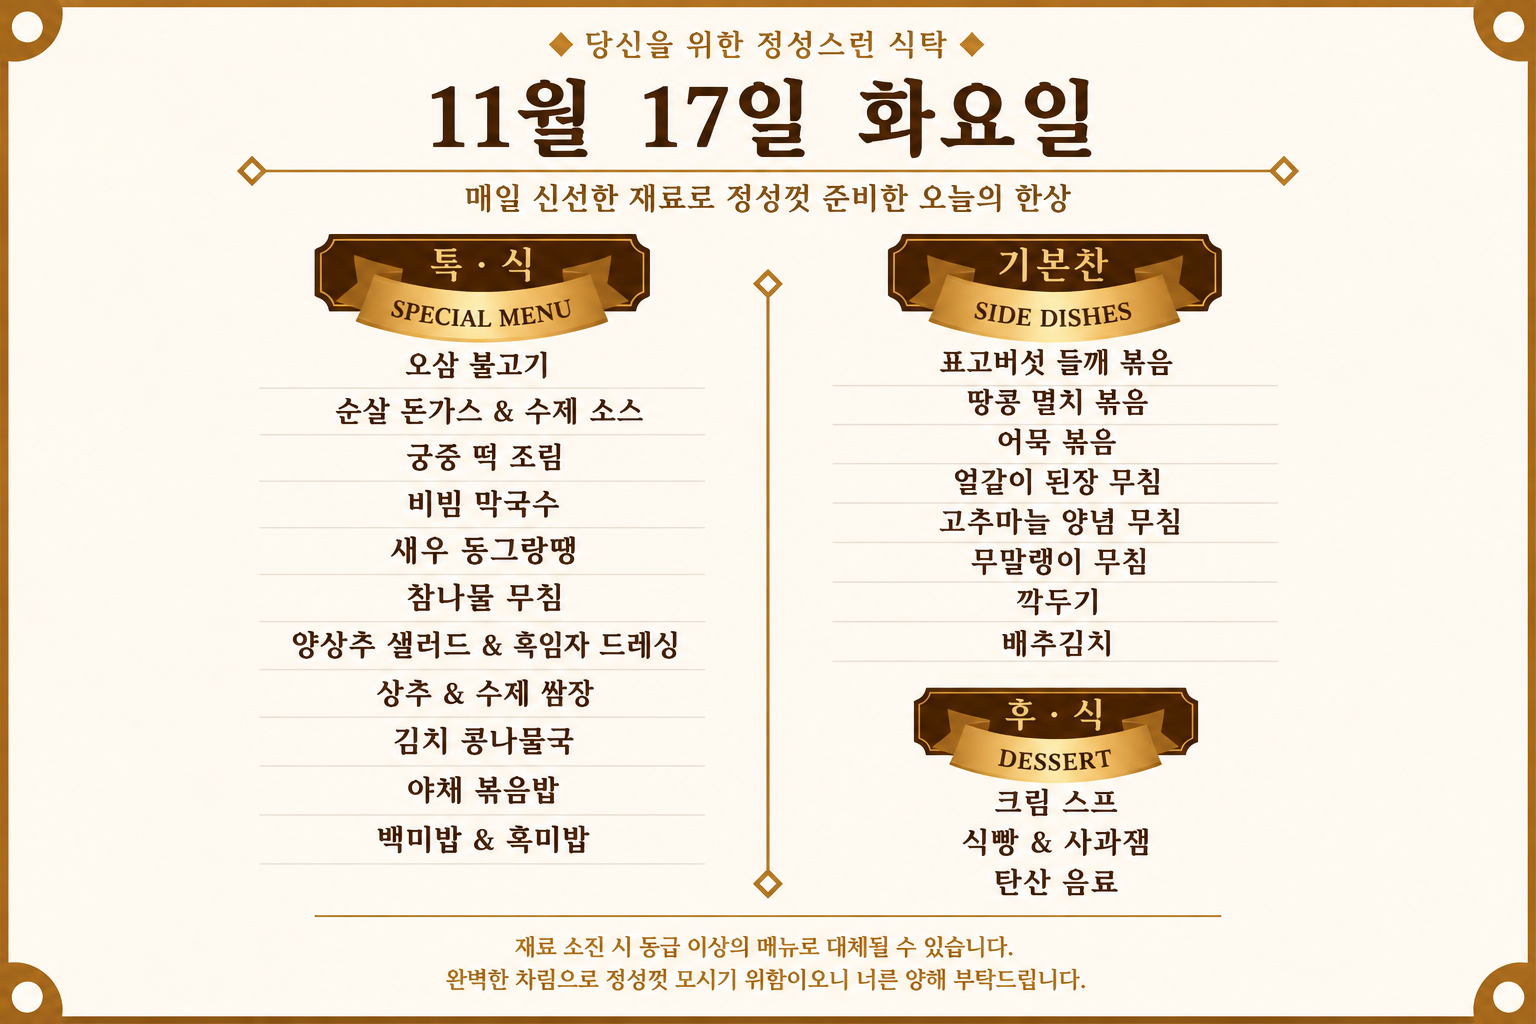 당신을 위한 정성스런 식탁
11월 17일 화요일
매일 신선한 재료로 정성껏 준비한 오늘의 한상
톡 · 식
SPECIAL MENU
오삼 불고기
순살 돈가스 & 수제 소스
궁중 떡 조림
비빔 막국수
새우 동그랑땡
참나물 무침
양상추 샐러드 & 흑임자 드레싱
상추 & 수제 쌈장
김치 콩나물국
야채 볶음밥
백미밥 & 흑미밥
기본찬
SIDE DISHES
표고버섯 들깨 볶음
땅콩 멸치 볶음
어묵 볶음
얼갈이 된장 무침
고추마늘 양념 무침
무말랭이 무침
깍두기
배추김치
후 · 식
DESSERT
크림 스프
식빵 & 사과잼
탄산 음료
재료 소진 시 동급 이상의 메뉴로 대체될 수 있습니다.
완벽한 차림으로 정성껏 모시기 위함이오니 너른 양해 부탁드립니다.